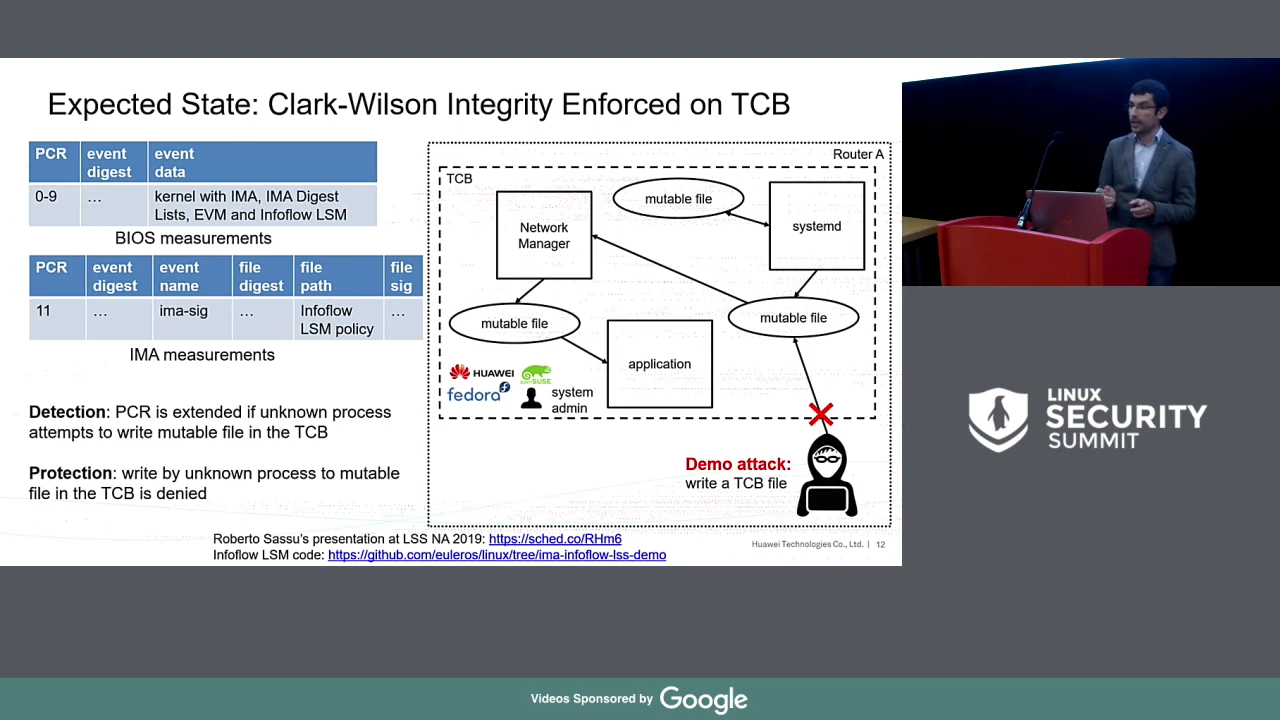 Expected State: Clark-Wilson Integrity Enforced on TCB
PCR event digest event data
0-9 … kernel with IMA, IMA Digest
Lists, EVM and Infoflow LSM
BIOS measurements
PCR event digest event name file digest file path file sig
11 … ima-sig … Infoflow LSM policy …
IMA measurements
Detection: PCR is extended if unknown process
attempts to write mutable file in the TCB
Protection: write by unknown process to mutable
file in the TCB is denied
Router A
TCB
mutable file
Network
Manager
systemd
mutable file
mutable file
application
HUAWEI
openSUSE
fedora
system
admin
Demo attack:
write a TCB file
Roberto Sassu's presentation at LSS NA 2019: https://sched.co/RHm6
Infoflow LSM code: https://github.com/euleros/linux/tree/ima-infoflow-lss-demo
Huawei Technologies Co., Ltd. | 12
LINUX
SECURITY
SUMMIT
Videos Sponsored by Google